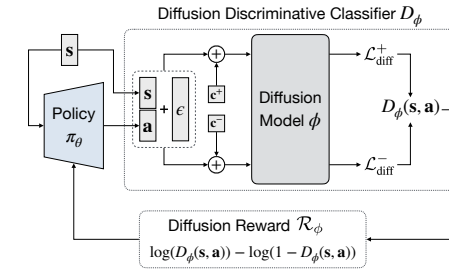 Diffusion Discriminative Classifier D_ϕ
s
Policy
π_θ
s
a
+
ϵ
c⁺
c⁻
Diffusion
Model ϕ
ℒ⁺_diff
D_ϕ(s, a)
ℒ⁻_diff
Diffusion Reward ℛ_ϕ
log(D_ϕ(s, a)) − log(1 − D_ϕ(s, a))